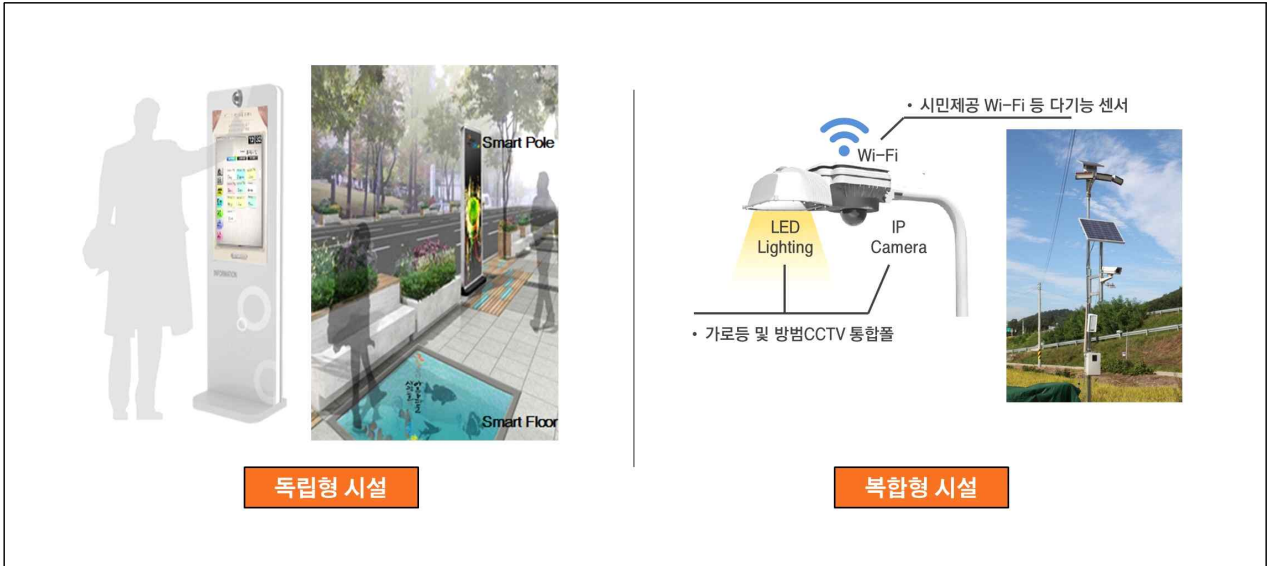 INFORMATION
Smart Pole
Smart Floor
• 시민제공 Wi-Fi 등 다기능 센서
Wi-Fi
LED
Lighting
IP
Camera
• 가로등 및 방범CCTV 통합폴
독립형 시설
복합형 시설